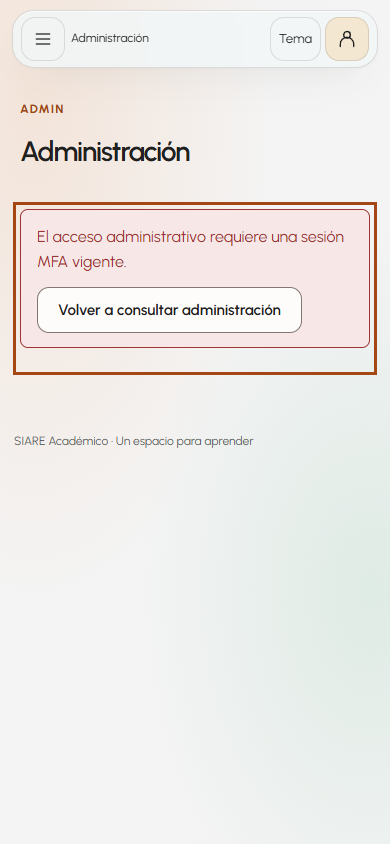 Administración
Tema
ADMIN
Administración
El acceso administrativo requiere una sesión
MFA vigente.
Volver a consultar administración
SIARE Académico · Un espacio para aprender